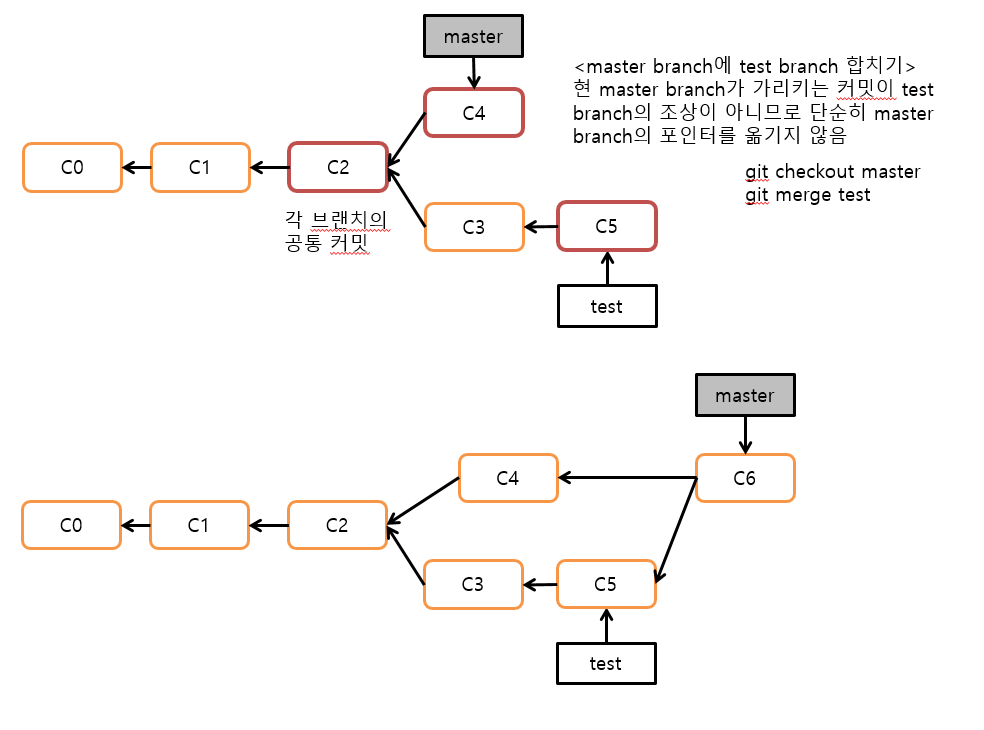 master
<master branch에 test branch 합치기>
현 master branch가 가리키는 커밋이 test
branch의 조상이 아니므로 단순히 master
branch의 포인터를 옮기지 않음
C4
C0
C1
C2
git checkout master
git merge test
각 브랜치의
공통 커밋
C3
C5
test
master
C4
C6
C0
C1
C2
C3
C5
test